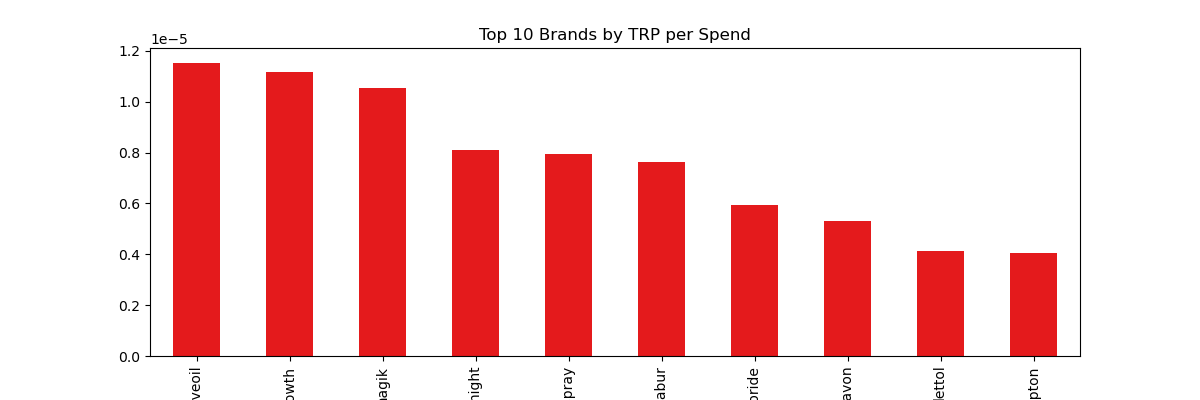 Top 10 Brands by TRP per Spend
1e−5
1.2
1.0
0.8
0.6
0.4
0.2
0.0
veoil
owth
agik
night
pray
abur
oride
avon
lettol
pton